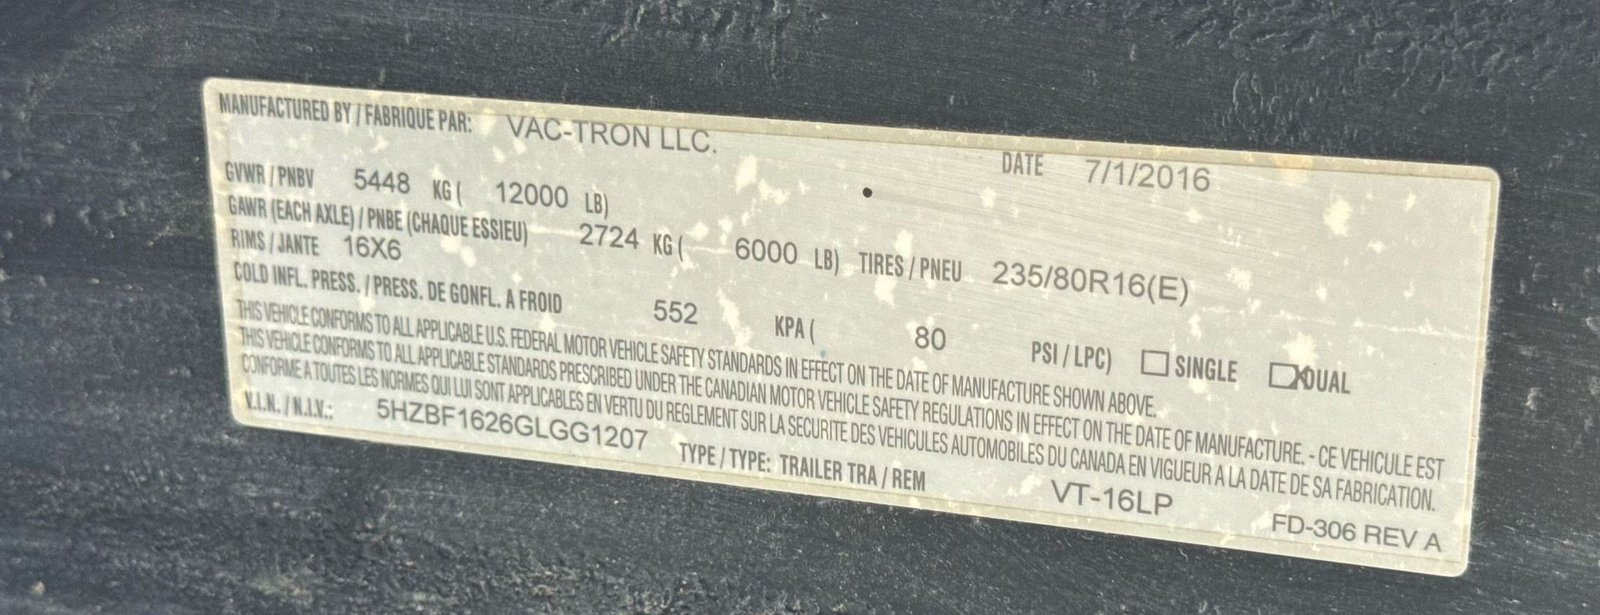 MANUFACTURED BY / FABRIQUE PAR: VAC-TRON LLC. DATE 7/1/2016
GVWR / PNBV 5448 KG ( 12000 LB)
GAWR (EACH AXLE) / PNBE (CHAQUE ESSIEU) 2724 KG ( 6000 LB) TIRES / PNEU 235/80R16(E)
RIMS / JANTE 16X6
COLD INFL. PRESS. / PRESS. DE GONFL. A FROID 552 KPA ( 80 PSI / LPC) SINGLE X DUAL
THIS VEHICLE CONFORMS TO ALL APPLICABLE U.S. FEDERAL MOTOR VEHICLE SAFETY STANDARDS IN EFFECT ON THE DATE OF MANUFACTURE SHOWN ABOVE.
THIS VEHICLE CONFORMS TO ALL APPLICABLE STANDARDS PRESCRIBED UNDER THE CANADIAN MOTOR VEHICLE SAFETY REGULATIONS IN EFFECT ON THE DATE OF MANUFACTURE. - CE VEHICULE EST
CONFORME A TOUTES LES NORMES QUI LUI SONT APPLICABLES EN VERTU DU REGLEMENT SUR LA SECURITE DES VEHICULES AUTOMOBILES DU CANADA EN VIGUEUR A LA DATE DE SA FABRICATION.
V.I.N. / N.I.V.: 5HZBF1626GLGG1207 TYPE / TYPE: TRAILER TRA / REM VT-16LP FD-306 REV A